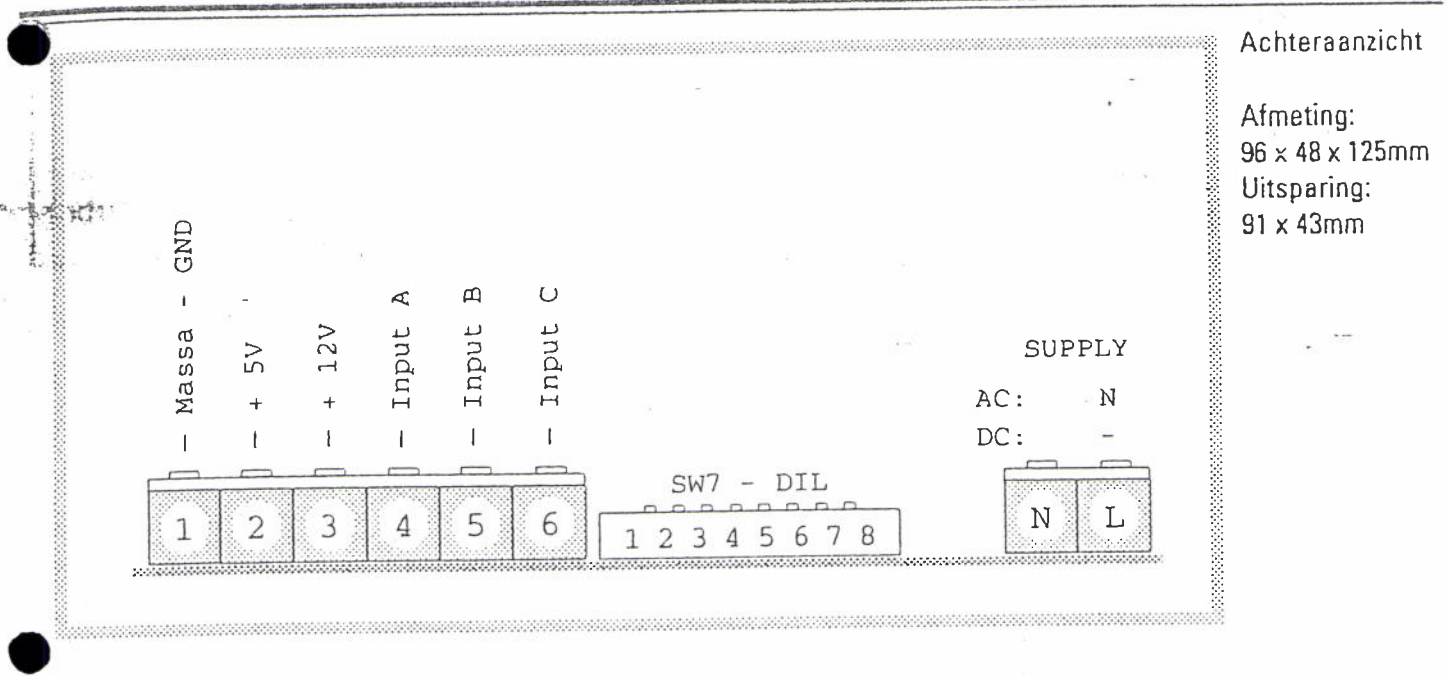 Achteraanzicht
Afmeting:
96 x 48 x 125mm
Uitsparing:
91 x 43mm
— Massa - GND
— + 5V
— + 12V
— Input A
— Input B
— Input C
SUPPLY
AC: N
DC: -
SW7 - DIL
1 2 3 4 5 6
1 2 3 4 5 6 7 8
N L